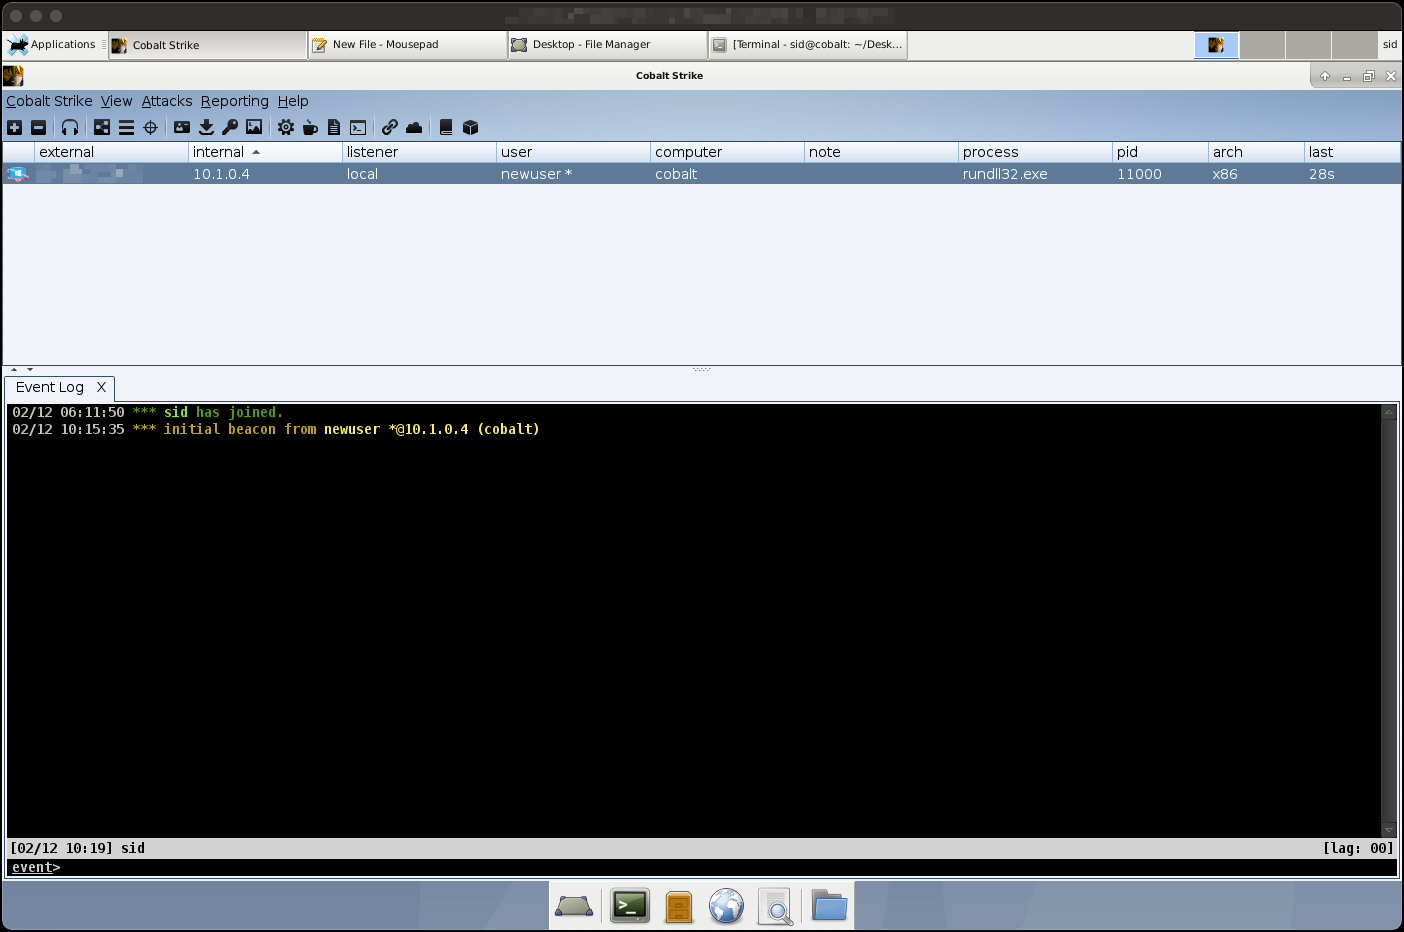 Applications Cobalt Strike New File - Mousepad Desktop - File Manager [Terminal - sid@cobalt: ~/Desk... sid
Cobalt Strike
Cobalt Strike View Attacks Reporting Help
external internal listener user computer note process pid arch last
10.1.0.4 local newuser * cobalt rundll32.exe 11000 x86 28s
Event Log X
02/12 06:11:50 *** sid has joined.
02/12 10:15:35 *** initial beacon from newuser *@10.1.0.4 (cobalt)
[02/12 10:19] sid [lag: 00]
event>